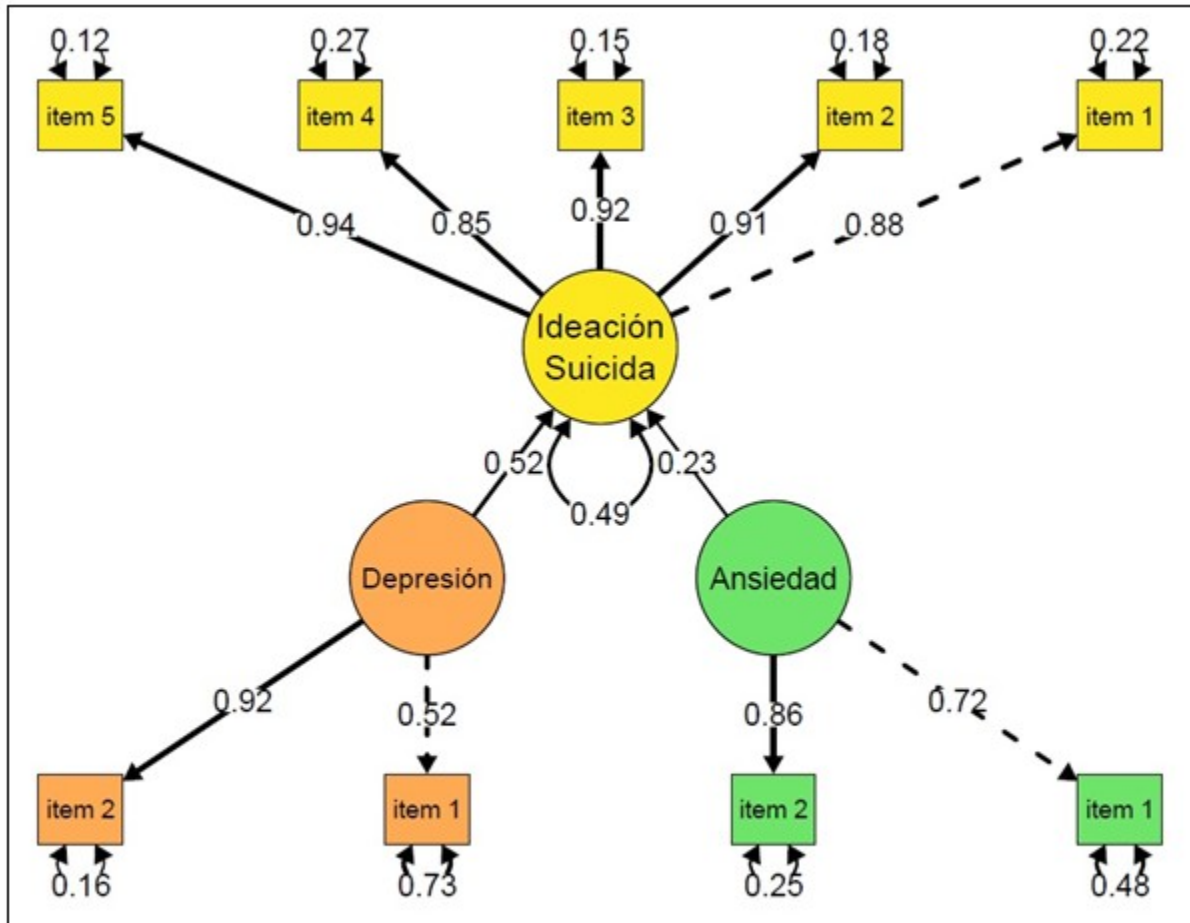 0.12 0.27 0.15 0.18 0.22
item 5 item 4 item 3 item 2 item 1
0.94 0.85 0.92 0.91 0.88
Ideación
Suicida
0.52 0.23
0.49
Depresión Ansiedad
0.92 0.52 0.86 0.72
item 2 item 1 item 2 item 1
0.16 0.73 0.25 0.48